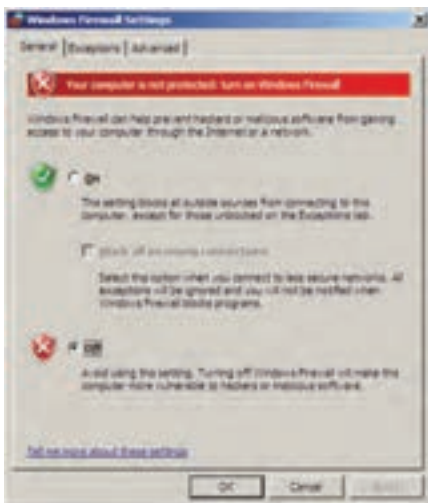 Windows Firewall Settings
General Exceptions Advanced
Your computer is not protected: turn on Windows Firewall
Windows Firewall can help prevent hackers or malicious software from gaining
access to your computer through the Internet or a network.
On
This setting blocks all outside sources from connecting to this
computer, except for those unblocked on the Exceptions tab.
Block all incoming connections
Select this option when you connect to less secure networks. All
exceptions will be ignored and you will not be notified when
Windows Firewall blocks programs.
Off
Avoid using this setting. Turning off Windows Firewall will make this
computer more vulnerable to hackers or malicious software.
Tell me more about these settings
OK Cancel